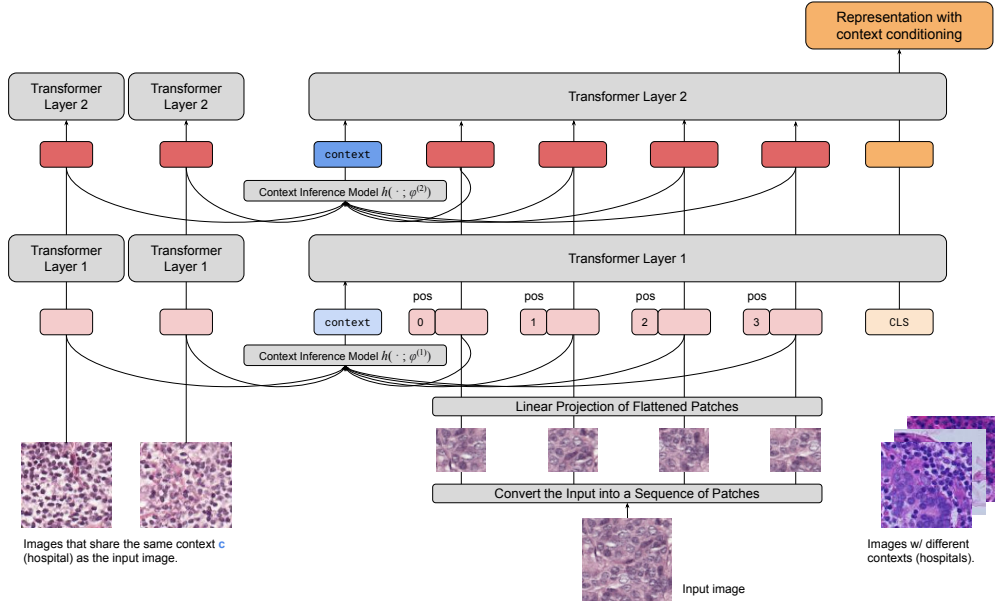 Representation with
context conditioning
Transformer
Layer 2
Transformer
Layer 2
Transformer Layer 2
context
Context Inference Model h( · ; φ(2))
Transformer
Layer 1
Transformer
Layer 1
Transformer Layer 1
pos
pos
pos
pos
context
0
1
2
3
CLS
Context Inference Model h( · ; φ(1))
Linear Projection of Flattened Patches
Convert the Input into a Sequence of Patches
Images that share the same context c
(hospital) as the input image.
Images w/ different
contexts (hospitals).
Input image